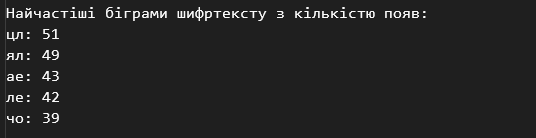 Найчастіші біграми шифртексту з кількістю появ:
цл: 51
ял: 49
ае: 43
ле: 42
чо: 39